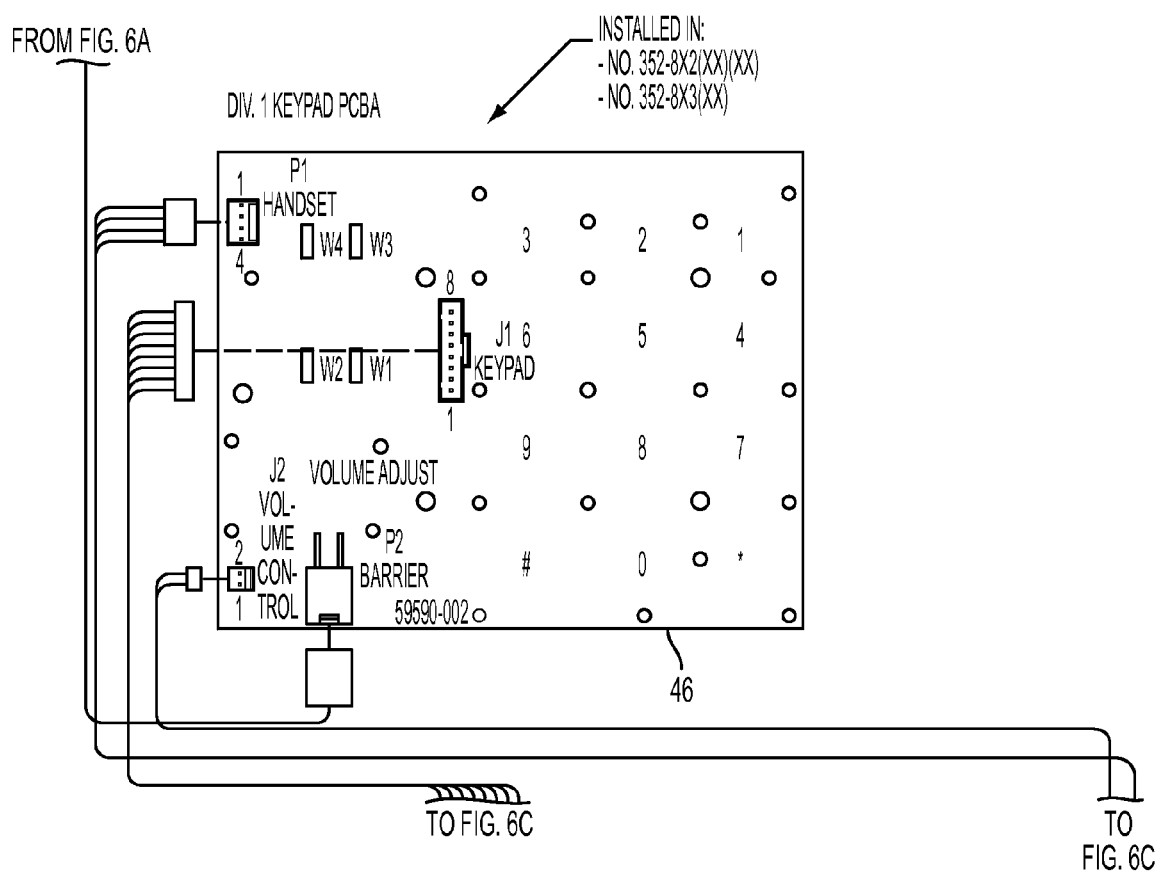 FROM FIG. 6A
INSTALLED IN:
- NO. 352-8X2(XX)(XX)
- NO. 352-8X3(XX)
DIV. 1 KEYPAD PCBA
P1
HANDSET
1
4
W4
W3
3
2
1
8
J1
KEYPAD
1
6
5
4
W2
W1
9
8
7
J2
VOL-
UME
CON-
TROL
2
1
VOLUME ADJUST
P2
BARRIER
#
0
*
59590-002
46
TO FIG. 6C
TO
FIG. 6C